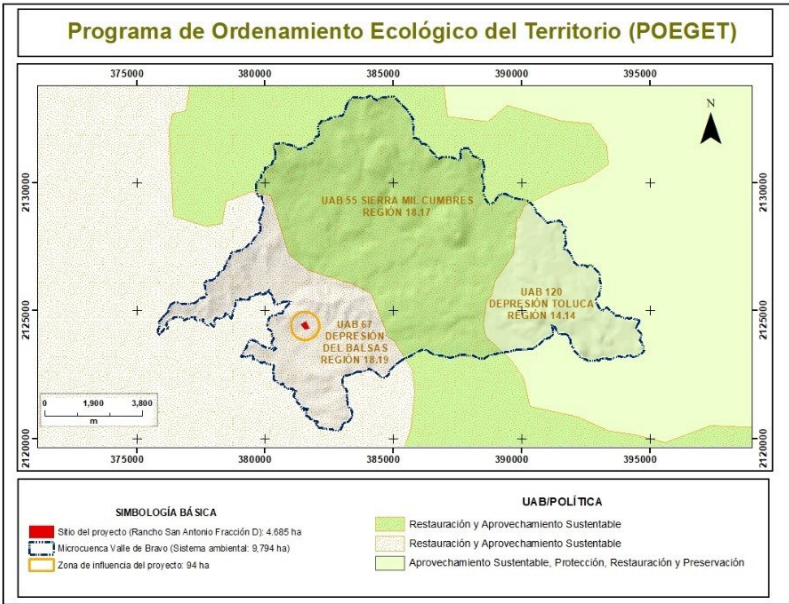 Programa de Ordenamiento Ecológico del Territorio (POEGET)
375000 380000 385000 390000 395000
N
2130000 2130000
UAB 55 SIERRA MIL CUMBRES
REGIÓN 18.17
UAB 120
DEPRESIÓN TOLUCA
REGIÓN 14.14
2125000 2125000
UAB 67
DEPRESIÓN
DEL BALSAS
REGIÓN 18.19
0 1,900 3,800
m
2120000 2120000
375000 380000 385000 390000 395000
SIMBOLOGÍA BÁSICA
Sitio del proyecto (Rancho San Antonio Fracción D): 4.685 ha
Microcuenca Valle de Bravo (Sistema ambiental: 9,794 ha)
Zona de influencia del proyecto: 94 ha
UAB/POLÍTICA
Restauración y Aprovechamiento Sustentable
Restauración y Aprovechamiento Sustentable
Aprovechamiento Sustentable, Protección, Restauración y Preservación